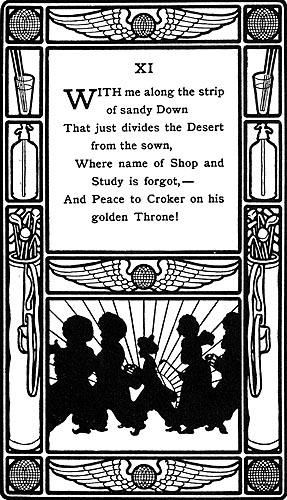 XI
WITH me along the strip
of sandy Down
That just divides the Desert
from the sown,
Where name of Shop and
Study is forgot,—
And Peace to Croker on his
golden Throne!